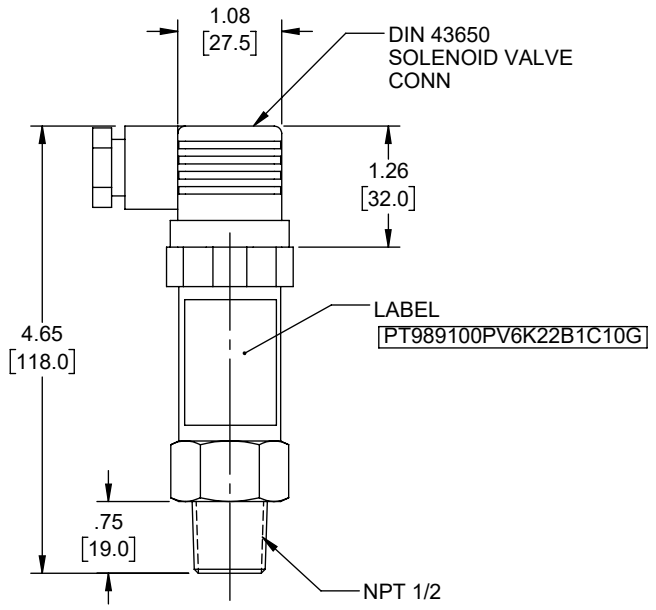 1.08
[27.5]
DIN 43650
SOLENOID VALVE
CONN
1.26
[32.0]
LABEL
PT989100PV6K22B1C10G
4.65
[118.0]
.75
[19.0]
NPT 1/2